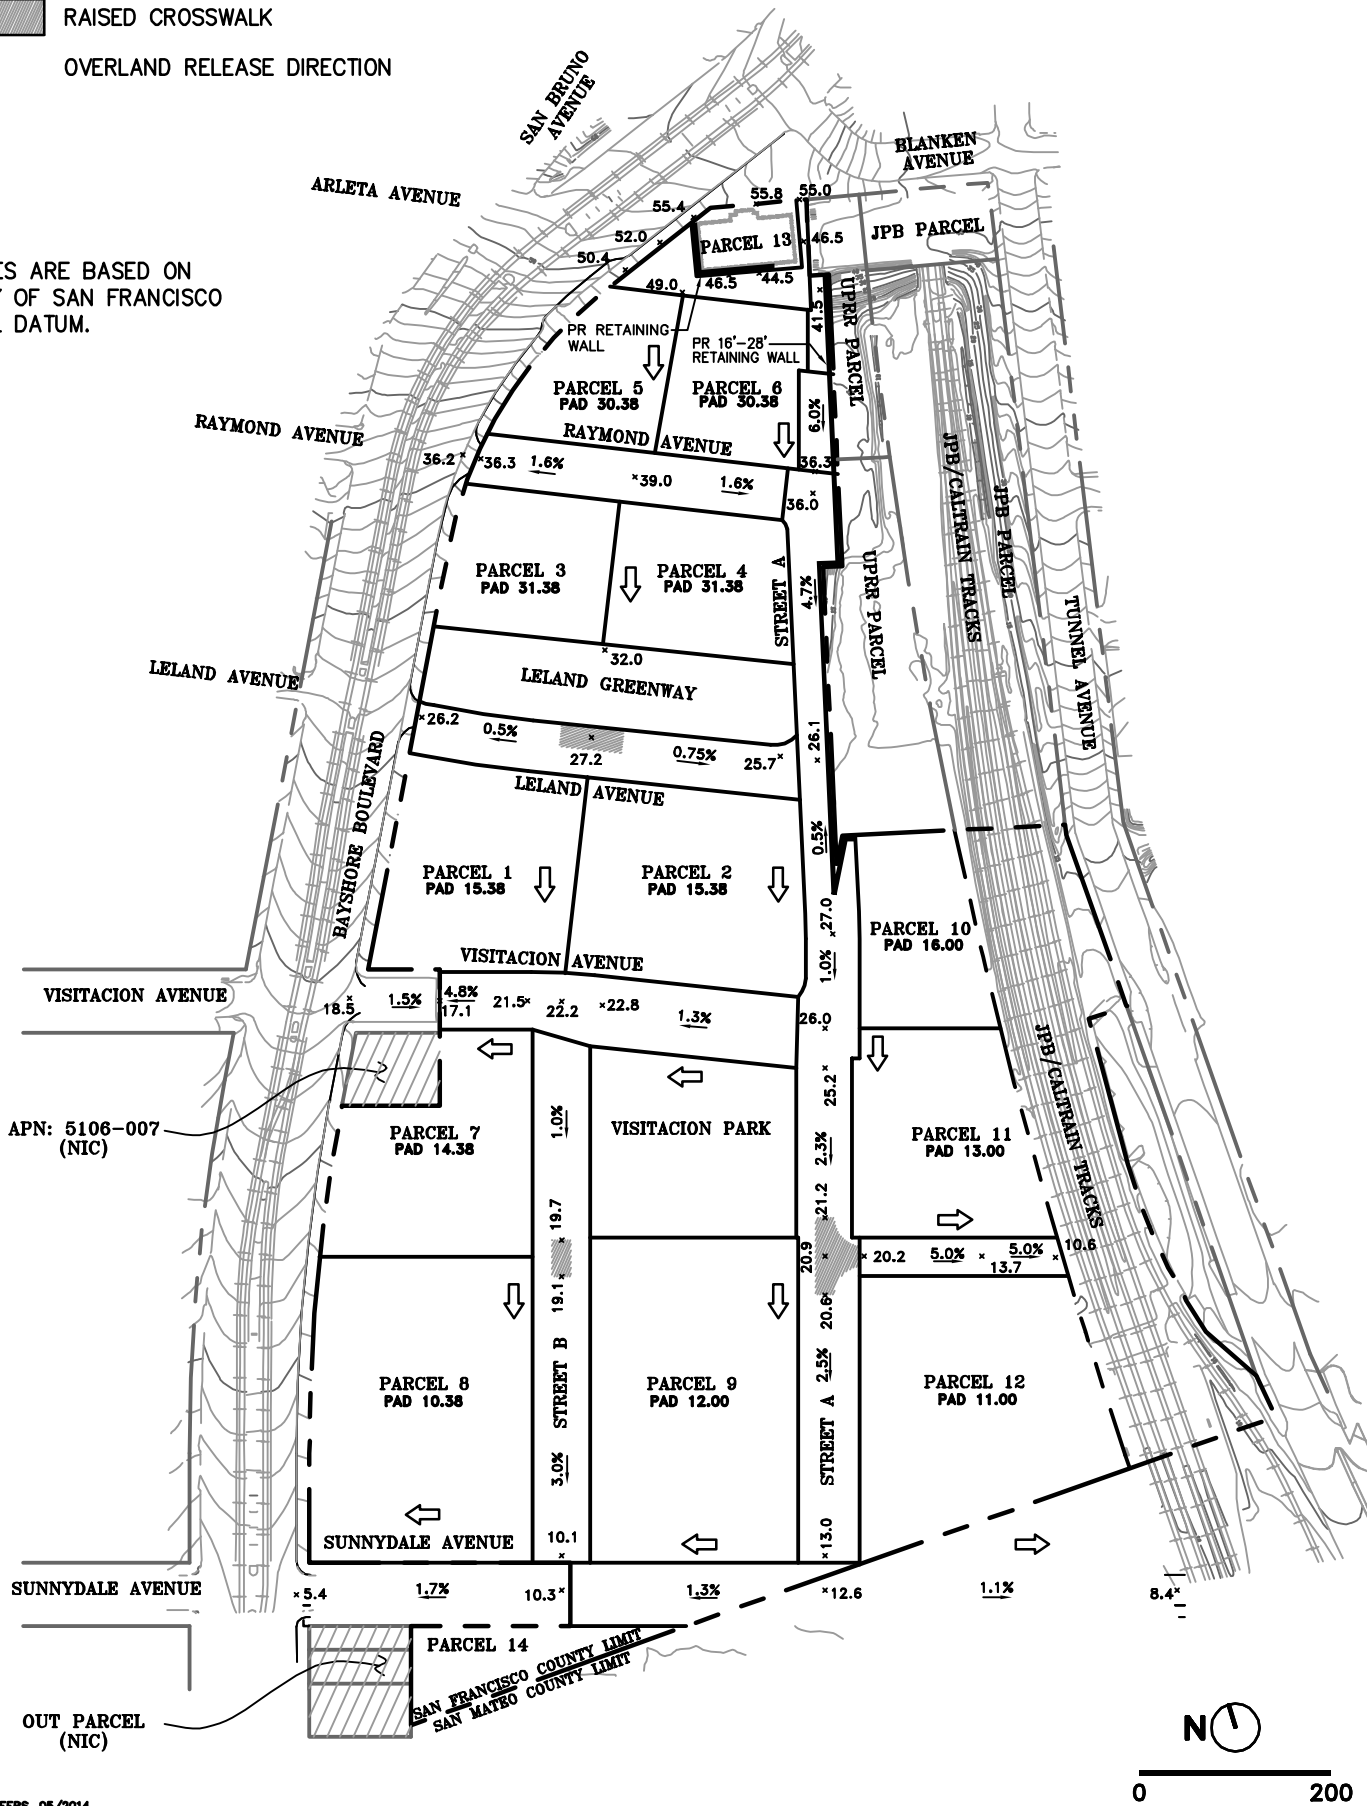 RAISED CROSSWALK
OVERLAND RELEASE DIRECTION
SAN BRUNO
AVENUE
BLANKEN
AVENUE
ARLETA AVENUE
55.8
55.0
55.4
52.0
50.4
PARCEL 13
46.5
JPB PARCEL
49.0
46.5
44.5
41.5
UPRR PARCEL
ES ARE BASED ON
Y OF SAN FRANCISCO
DATUM.
PR RETAINING
WALL
PR 16'-28'
RETAINING WALL
PARCEL 5
PAD 30.38
PARCEL 6
PAD 30.38
6.0%
RAYMOND AVENUE
RAYMOND AVENUE
36.2
36.3
1.6%
39.0
1.6%
36.3
36.0
JPB/CALTRAIN TRACKS
JPB PARCEL
PARCEL 3
PAD 31.38
PARCEL 4
PAD 31.38
STREET A
4.7%
UPRR PARCEL
TUNNEL AVENUE
32.0
LELAND AVENUE
LELAND GREENWAY
26.2
0.5%
27.2
0.75%
25.7
26.1
LELAND AVENUE
BAYSHORE BOULEVARD
PARCEL 1
PAD 15.38
PARCEL 2
PAD 15.38
0.5%
27.0
1.0%
PARCEL 10
PAD 16.00
VISITACION AVENUE
VISITACION AVENUE
18.5
1.5%
4.8%
17.1
21.5
22.2
22.8
1.3%
26.0
JPB/CALTRAIN TRACKS
25.2
APN: 5106-007
(NIC)
PARCEL 7
PAD 14.38
1.0%
VISITACION PARK
2.3%
PARCEL 11
PAD 13.00
19.7
21.2
20.9
20.2
5.0%
13.7
5.0%
10.6
19.1
20.6
STREET B
PARCEL 8
PAD 10.38
PARCEL 9
PAD 12.00
2.5%
STREET A
PARCEL 12
PAD 11.00
3.0%
10.1
13.0
SUNNYDALE AVENUE
SUNNYDALE AVENUE
5.4
1.7%
10.3
1.3%
12.6
1.1%
8.4
PARCEL 14
SAN FRANCISCO COUNTY LIMIT
SAN MATEO COUNTY LIMIT
OUT PARCEL
(NIC)
N
0 200